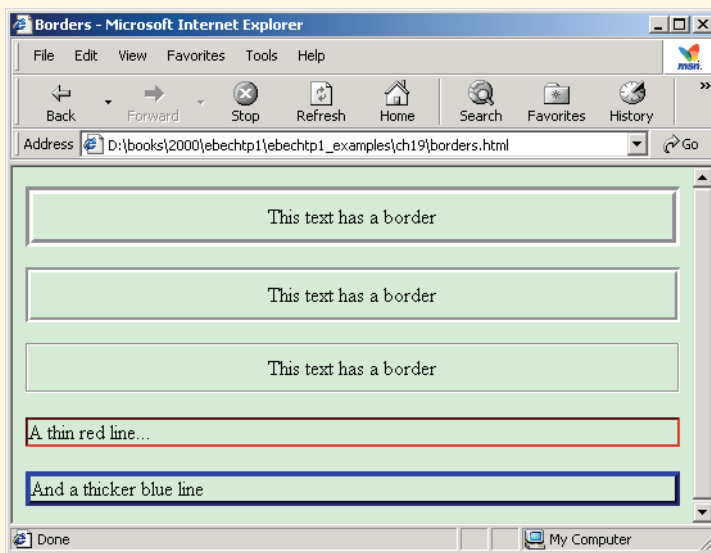 Borders - Microsoft Internet Explorer
File Edit View Favorites Tools Help
msn.
Back Forward Stop Refresh Home Search Favorites History »
Address D:\books\2000\ebechtp1\ebechtp1_examples\ch19\borders.html Go
This text has a border
This text has a border
This text has a border
A thin red line...
And a thicker blue line
Done My Computer